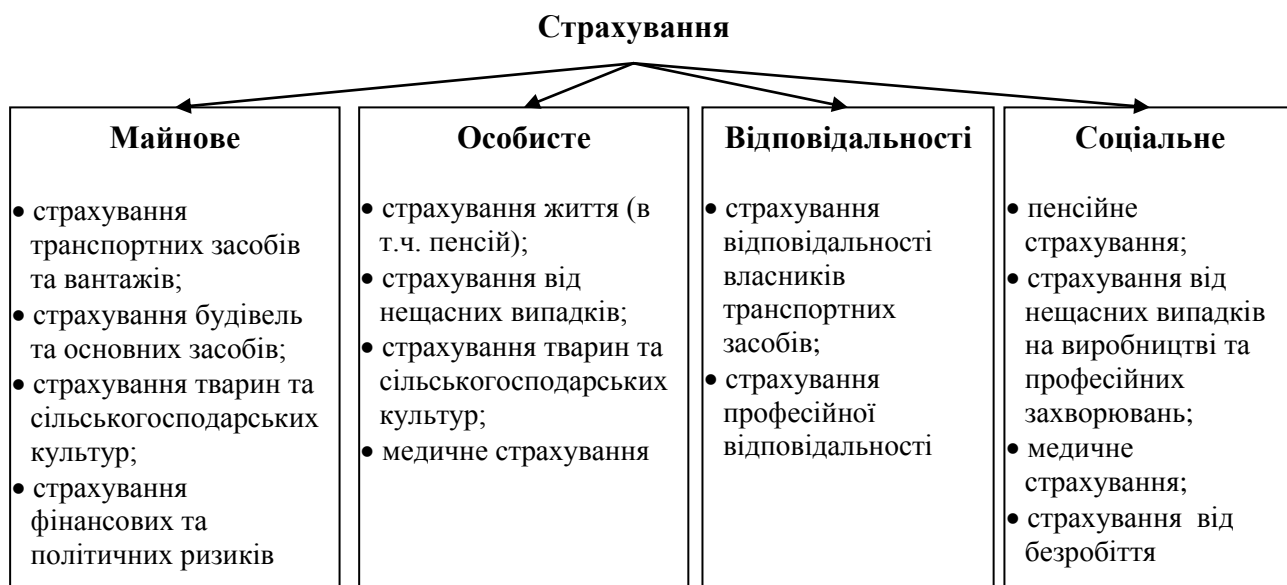 Страхування
Майнове
• страхування
транспортних засобів
та вантажів;
• страхування будівель
та основних засобів;
• страхування тварин та
сільськогосподарських
культур;
• страхування
фінансових та
політичних ризиків
Особисте
• страхування життя (в
т.ч. пенсій);
• страхування від
нещасних випадків;
• страхування тварин та
сільськогосподарських
культур;
• медичне страхування
Відповідальності
• страхування
відповідальності
власників
транспортних
засобів;
• страхування
професійної
відповідальності
Соціальне
• пенсійне
страхування;
• страхування від
нещасних випадків
на виробництві та
професійних
захворювань;
• медичне
страхування;
• страхування від
безробіття